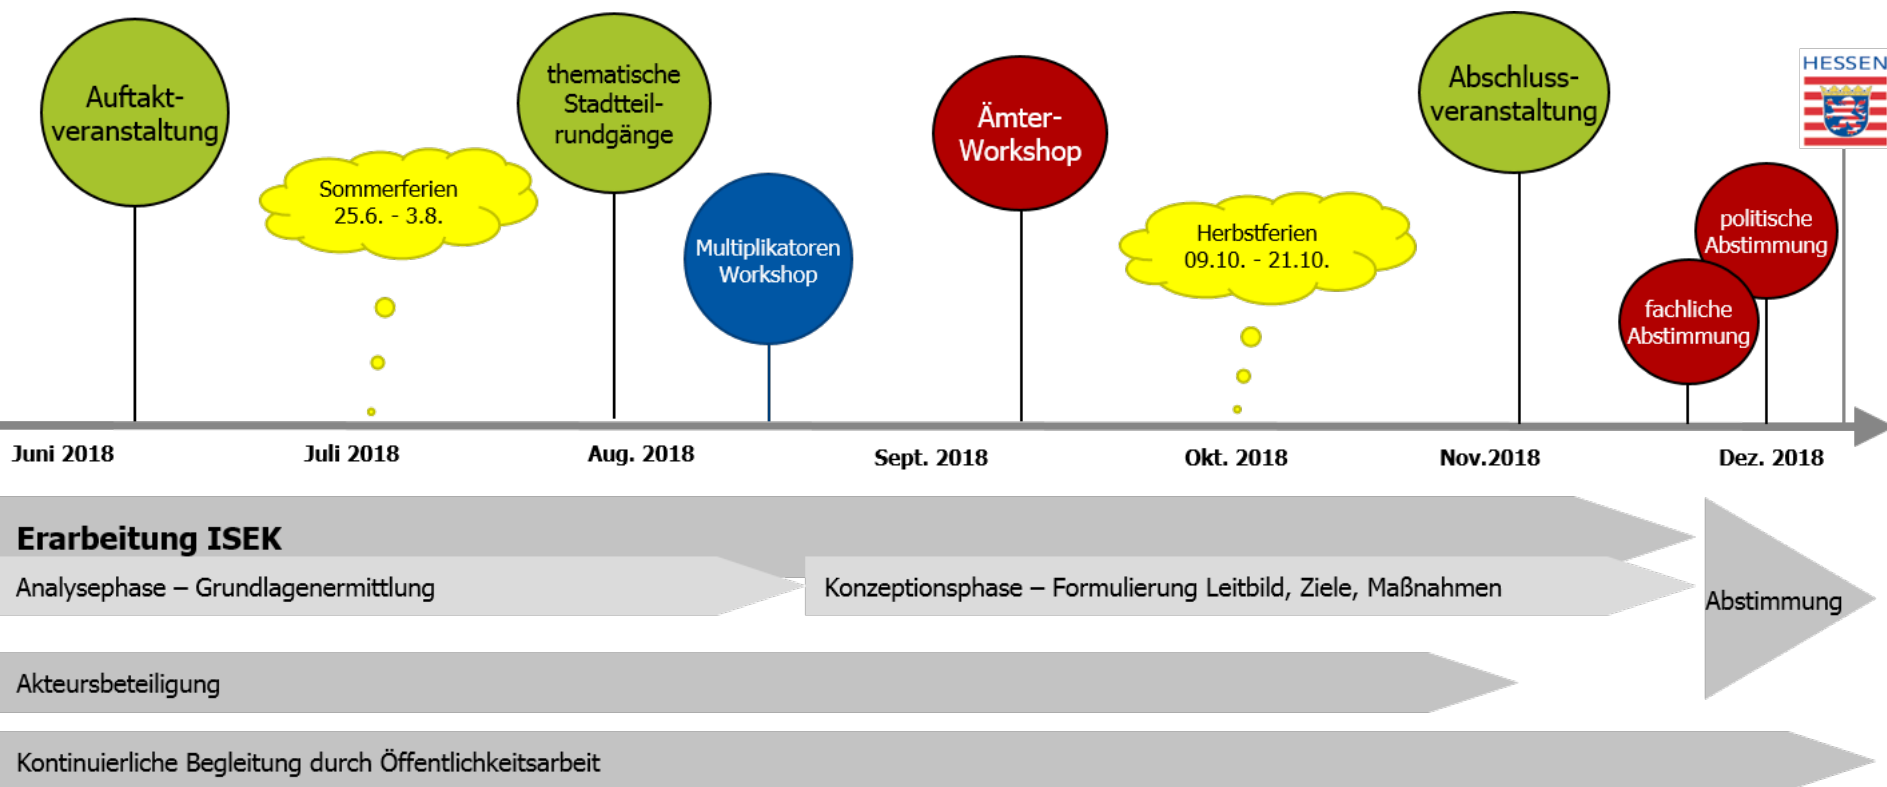 Auftakt-
veranstaltung
Sommerferien
25.6. - 3.8.
thematische
Stadtteil-
rundgänge
Multiplikatoren
Workshop
Ämter-
Workshop
Herbstferien
09.10. - 21.10.
Abschluss-
veranstaltung
fachliche
Abstimmung
politische
Abstimmung
HESSEN
Juni 2018
Juli 2018
Aug. 2018
Sept. 2018
Okt. 2018
Nov.2018
Dez. 2018
Erarbeitung ISEK
Analysephase – Grundlagenermittlung
Konzeptionsphase – Formulierung Leitbild, Ziele, Maßnahmen
Abstimmung
Akteursbeteiligung
Kontinuierliche Begleitung durch Öffentlichkeitsarbeit